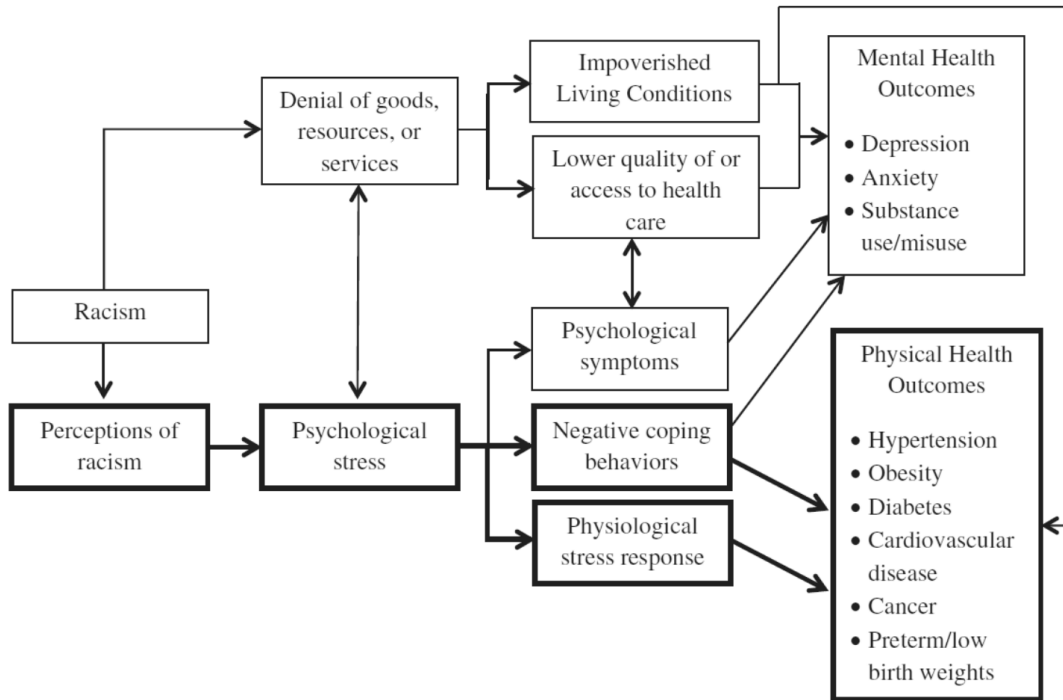 Impoverished
Living Conditions
Mental Health
Outcomes
• Depression
• Anxiety
• Substance
use/misuse
Denial of goods,
resources, or
services
Lower quality of or
access to health
care
Racism
Psychological
symptoms
Physical Health
Outcomes
• Hypertension
• Obesity
• Diabetes
• Cardiovascular
disease
• Cancer
• Preterm/low
birth weights
Perceptions of
racism
Psychological
stress
Negative coping
behaviors
Physiological
stress response